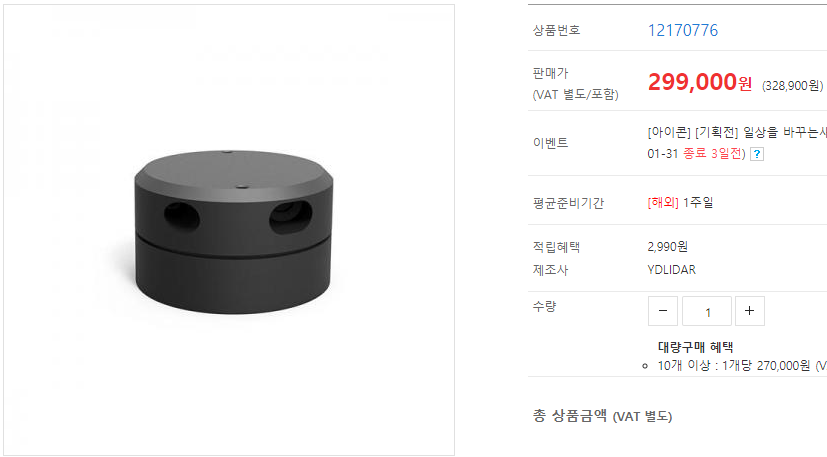 상품번호 12170776
판매가 299,000원 (328,900원)
(VAT 별도/포함)
이벤트 [아이콘] [기획전] 일상을 바꾸는
01-31 종료 3일전) ?
평균준비기간 [해외] 1주일
적립혜택 2,990원
제조사 YDLIDAR
수량 − 1 +
대량구매 혜택
10개 이상 : 1개당 270,000원 (V
총 상품금액 (VAT 별도)